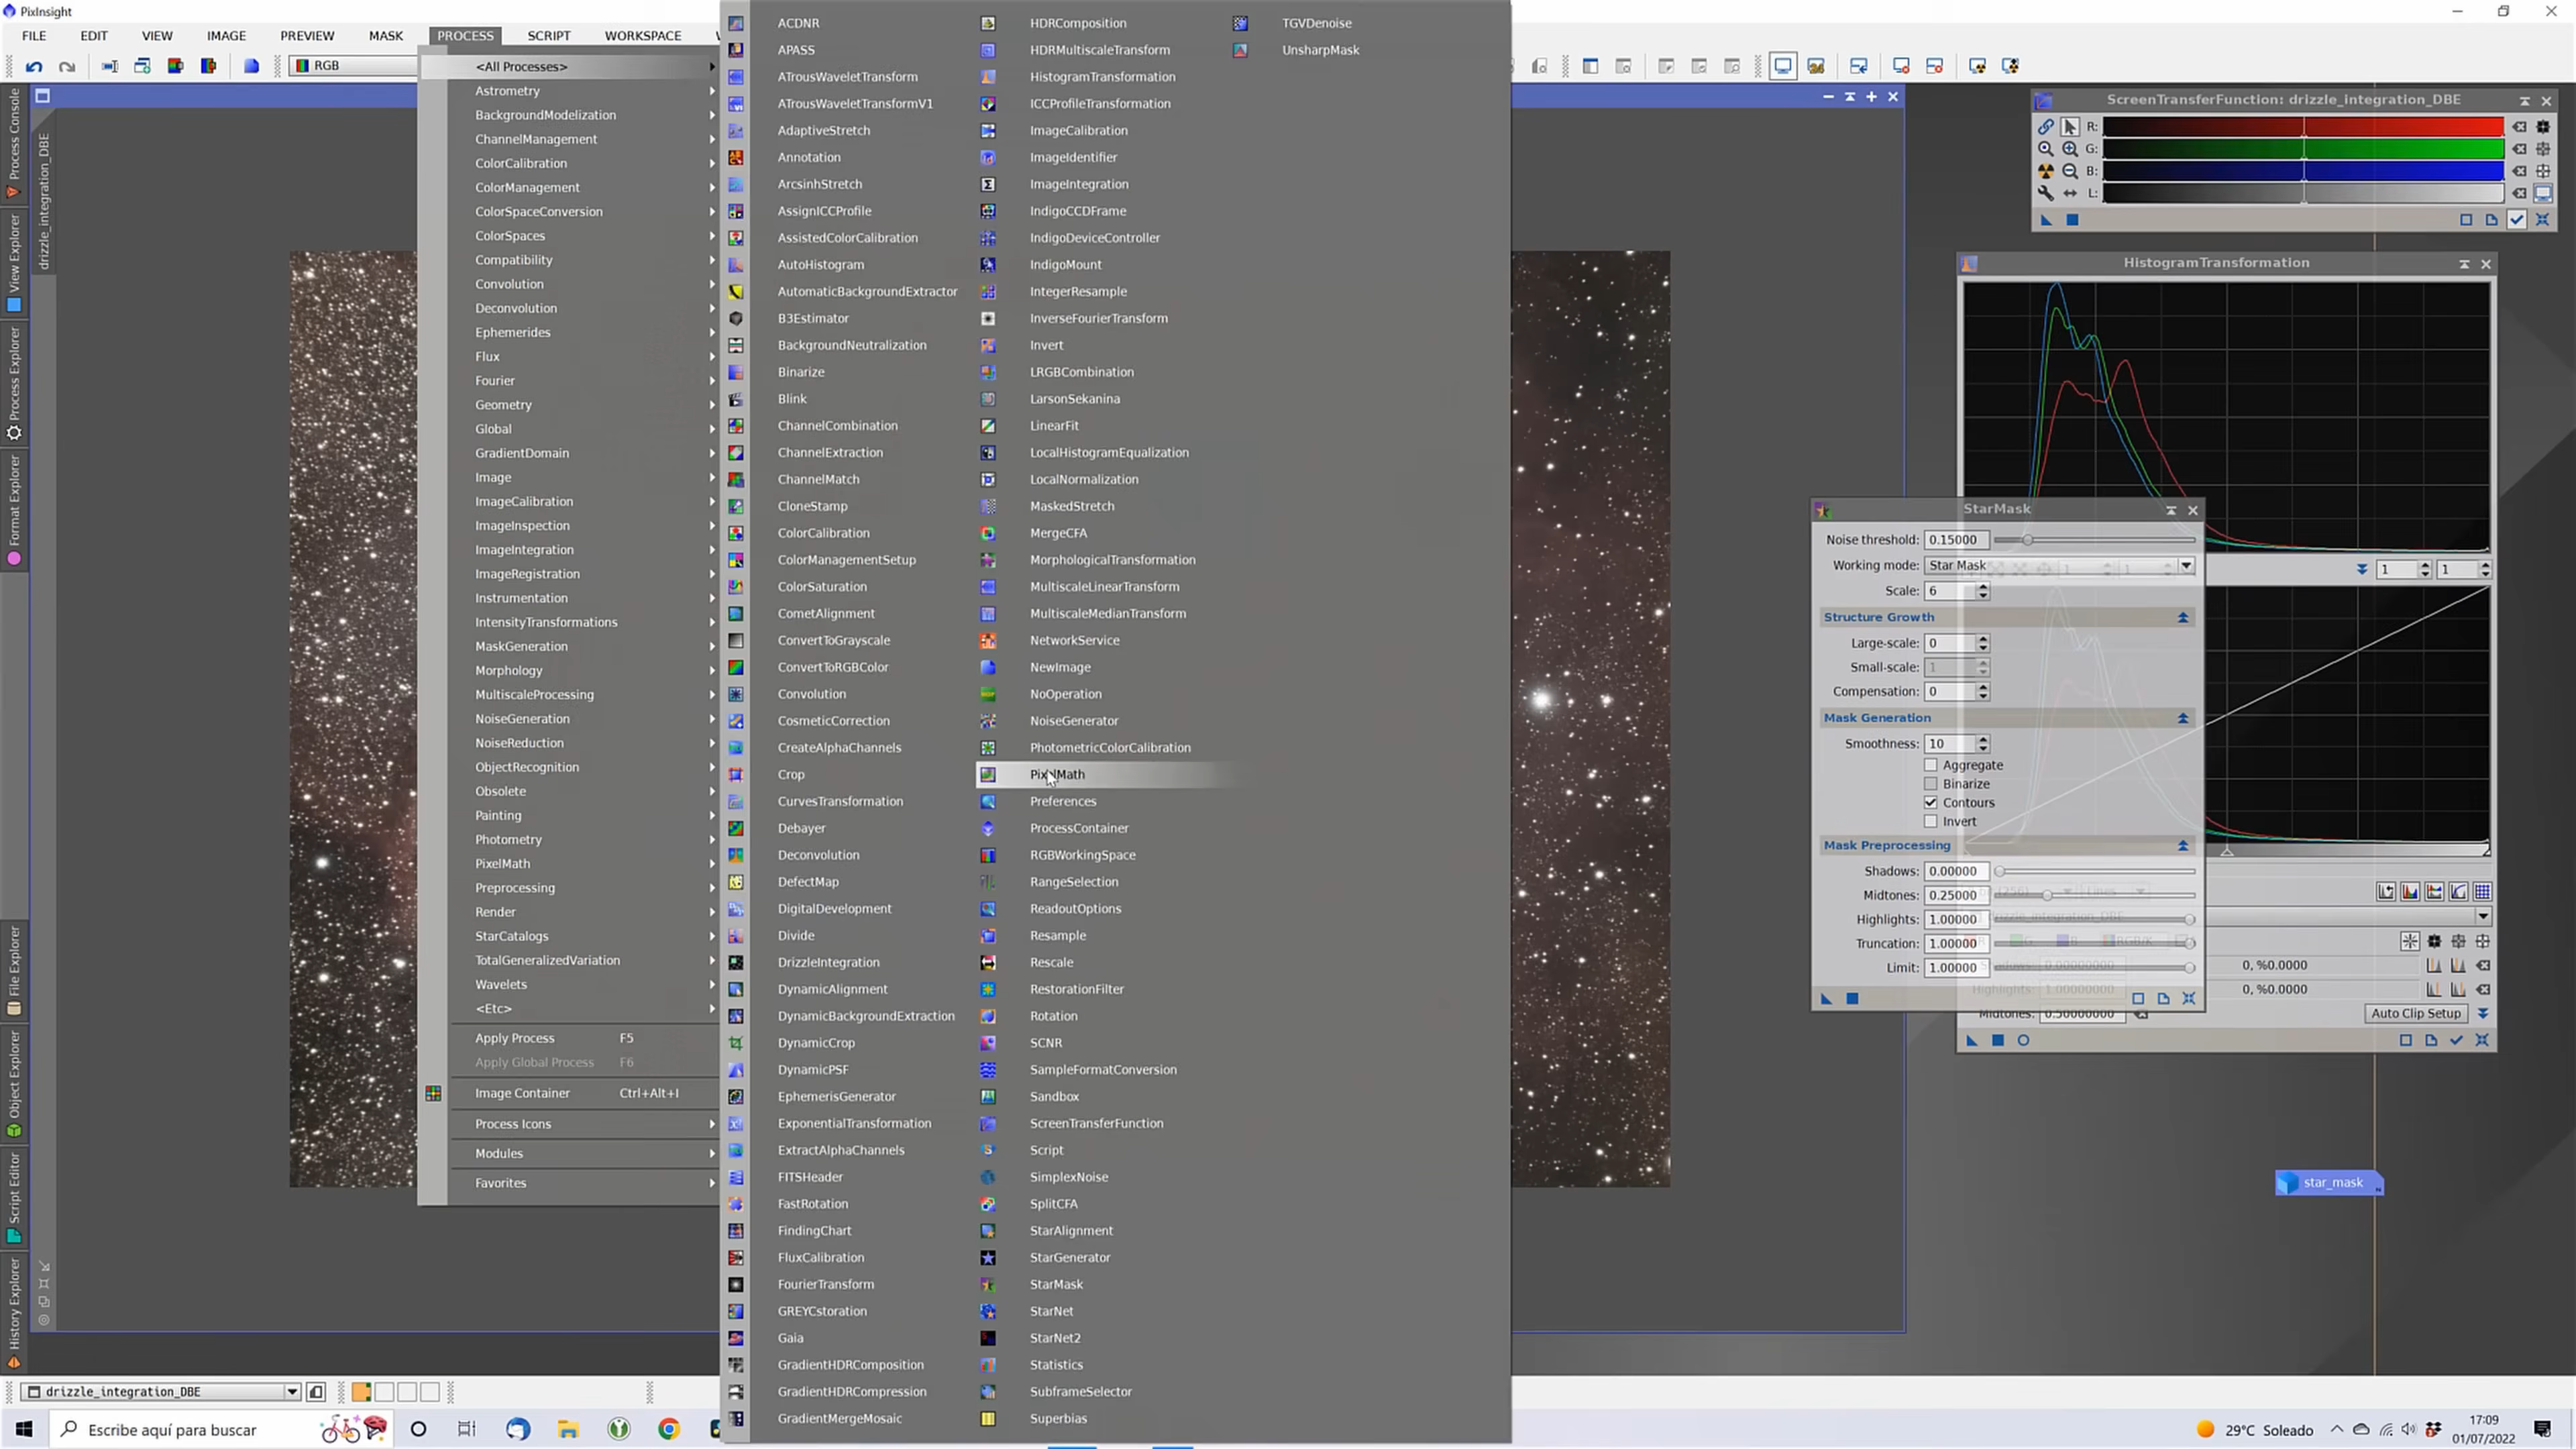 PixInsight
FILE EDIT VIEW IMAGE PREVIEW MASK PROCESS SCRIPT WORKSPACE
RGB
Process Console
View Explorer
Process Explorer
Format Explorer
File Explorer
Object Explorer
Script Editor
History Explorer
drizzle_integration_DBE
<All Processes>
Astrometry
BackgroundModelization
ChannelManagement
ColorCalibration
ColorManagement
ColorSpaceConversion
ColorSpaces
Compatibility
Convolution
Deconvolution
Ephemerides
Flux
Fourier
Geometry
Global
GradientDomain
Image
ImageCalibration
ImageInspection
ImageIntegration
ImageRegistration
Instrumentation
IntensityTransformations
MaskGeneration
Morphology
MultiscaleProcessing
NoiseGeneration
NoiseReduction
ObjectRecognition
Obsolete
Painting
Photometry
PixelMath
Preprocessing
Render
StarCatalogs
TotalGeneralizedVariation
Wavelets
<Etc>
Apply Process F5
Apply Global Process F6
Image Container Ctrl+Alt+I
Process Icons
Modules
Favorites
ACDNR
APASS
ATrousWaveletTransform
ATrousWaveletTransformV1
AdaptiveStretch
Annotation
ArcsinhStretch
AssignICCProfile
AssistedColorCalibration
AutoHistogram
AutomaticBackgroundExtractor
B3Estimator
BackgroundNeutralization
Binarize
Blink
ChannelCombination
ChannelExtraction
ChannelMatch
CloneStamp
ColorCalibration
ColorManagementSetup
ColorSaturation
CometAlignment
ConvertToGrayscale
ConvertToRGBColor
Convolution
CosmeticCorrection
CreateAlphaChannels
Crop
CurvesTransformation
Debayer
Deconvolution
DefectMap
DigitalDevelopment
Divide
DrizzleIntegration
DynamicAlignment
DynamicBackgroundExtraction
DynamicCrop
DynamicPSF
EphemerisGenerator
ExponentialTransformation
ExtractAlphaChannels
FITSHeader
FastRotation
FindingChart
FluxCalibration
FourierTransform
GREYCstoration
Gaia
GradientHDRComposition
GradientHDRCompression
GradientMergeMosaic
HDRComposition
HDRMultiscaleTransform
HistogramTransformation
ICCProfileTransformation
ImageCalibration
ImageIdentifier
ImageIntegration
IndigoCCDFrame
IndigoDeviceController
IndigoMount
IntegerResample
InverseFourierTransform
Invert
LRGBCombination
LarsonSekanina
LinearFit
LocalHistogramEqualization
LocalNormalization
MaskedStretch
MergeCFA
MorphologicalTransformation
MultiscaleLinearTransform
MultiscaleMedianTransform
NetworkService
NewImage
NoOperation
NoiseGenerator
PhotometricColorCalibration
PixelMath
Preferences
ProcessContainer
RGBWorkingSpace
RangeSelection
ReadoutOptions
Resample
Rescale
RestorationFilter
Rotation
SCNR
SampleFormatConversion
Sandbox
ScreenTransferFunction
Script
SimplexNoise
SplitCFA
StarAlignment
StarGenerator
StarMask
StarNet
StarNet2
Statistics
SubframeSelector
Superbias
TGVDenoise
UnsharpMask
ScreenTransferFunction: drizzle_integration_DBE
R:
G:
B:
L:
HistogramTransformation
1 1
0, %0.0000
0, %0.0000
Midtones: 0.50000000
Auto Clip Setup
StarMask
Noise threshold: 0.15000
Working mode: Star Mask
Scale: 6
Structure Growth
Large-scale: 0
Small-scale: 1
Compensation: 0
Mask Generation
Smoothness: 10
Aggregate
Binarize
Contours
Invert
Mask Preprocessing
Shadows: 0.00000
Midtones: 0.25000
Highlights: 1.00000
Truncation: 1.00000
Limit: 1.00000
star_mask
drizzle_integration_DBE
Escribe aquí para buscar
29°C Soleado
17:09
01/07/2022